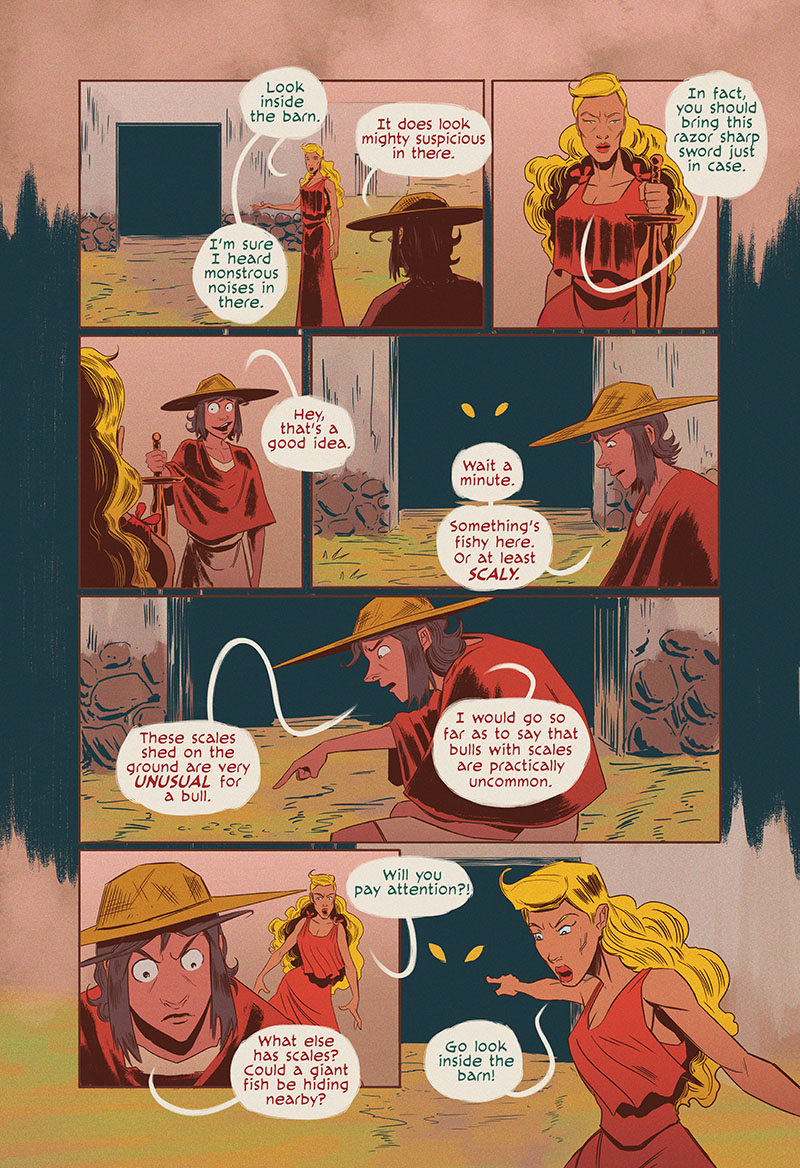 Look
inside
the barn.
I'm sure
I heard
monstrous
noises in
there.
It does look
mighty suspicious
in there.
In fact,
you should
bring this
razor sharp
sword just
in case.
Hey,
that's a
good idea.
Wait a
minute.
Something's
fishy here.
Or at least
SCALY.
These scales
shed on the
ground are very
UNUSUAL for
a bull.
I would go so
far as to say that
bulls with scales
are practically
uncommon.
What else
has scales?
Could a giant
fish be hiding
nearby?
Will you
pay attention?!
Go look
inside the
barn!